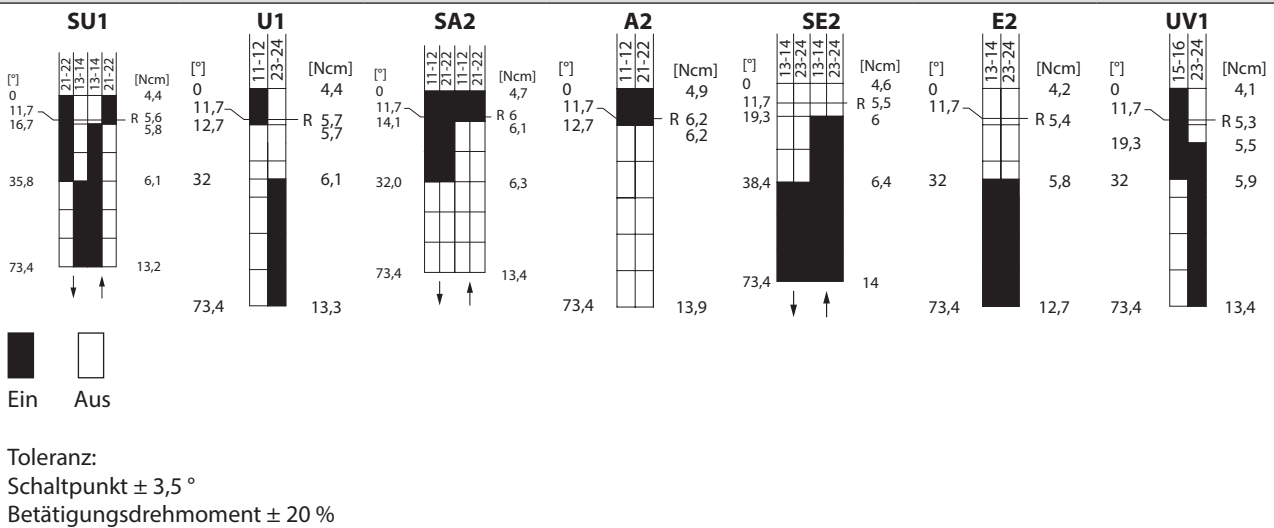 SU1 U1 SA2 A2 SE2 E2 UV1
21-22 13-14 13-14 21-22
[°] [Ncm]
0 4,4
11,7 R 5,6
16,7 5,8
35,8 6,1
73,4 13,2
11-12 23-24
[°] [Ncm]
0 4,4
11,7 R 5,7
12,7 5,7
32 6,1
73,4 13,3
11-12 21-22 11-12 21-22
[°] [Ncm]
0 4,7
11,7 R 6
14,1 6,1
32,0 6,3
73,4 13,4
11-12 21-22
[°] [Ncm]
0 4,9
11,7 R 6,2
12,7 6,2
73,4 13,9
13-14 23-24 13-14 23-24
[°] [Ncm]
0 4,6
11,7 R 5,5
19,3 6
38,4 6,4
73,4 14
13-14 23-24
[°] [Ncm]
0 4,2
11,7 R 5,4
32 5,8
73,4 12,7
15-16 23-24
[°] [Ncm]
0 4,1
11,7 R 5,3
19,3 5,5
32 5,9
73,4 13,4
Ein Aus
Toleranz:
Schaltpunkt ± 3,5 °
Betätigungsdrehmoment ± 20 %